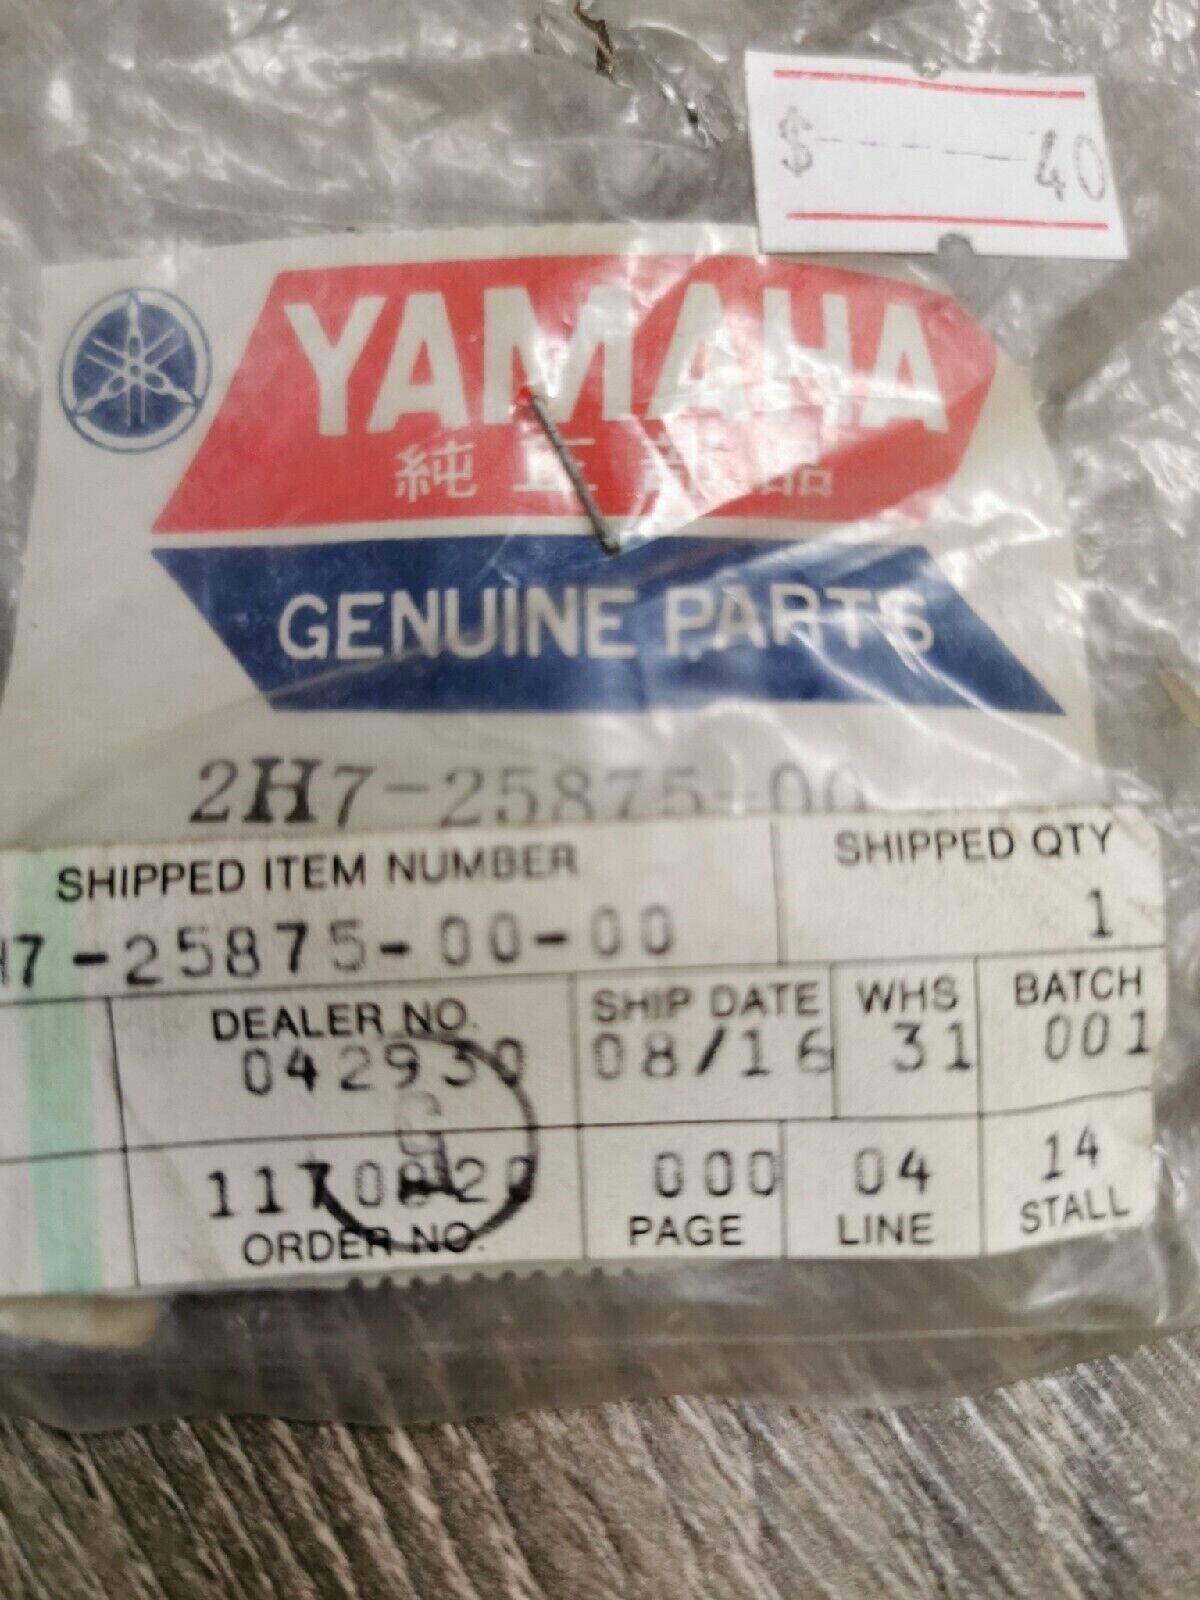 $ - - - - - - 40
YAMAHA
純正部品
GENUINE PARTS
2H7-25875-00
SHIPPED ITEM NUMBER SHIPPED QTY
H7-25875-00-00 1
DEALER NO. SHIP DATE WHS BATCH
042930 08/16 31 001
G
1170820 000 04 14
ORDER NO. PAGE LINE STALL